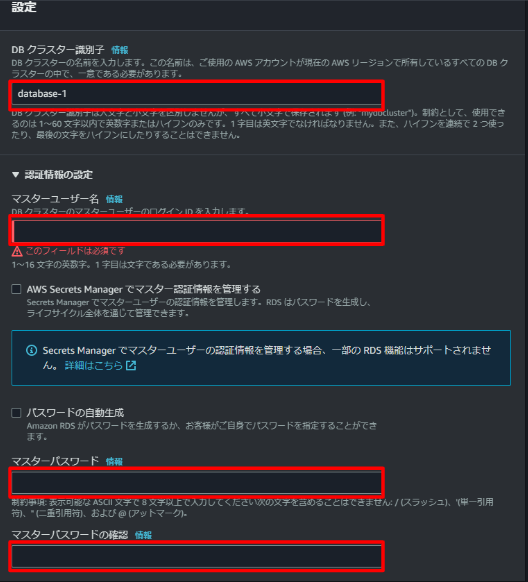 設定
DB クラスター識別子 情報
DB クラスターの名前を入力します。この名前は、ご使用の AWS アカウントが現在の AWS リージョンで所有しているすべての DB ク
ラスターの中で、一意である必要があります。
database-1
DB クラスター識別子は大文字と小文字を区別しませんが、すべて小文字で保存されます (例: "mydbcluster")。制約として、使用でき
るのは 1～60 文字以内で英数字またはハイフンのみです。1 字目は英文字でなければなりません。また、ハイフンを連続で 2 つ使っ
たり、最後の文字をハイフンにしたりすることはできません。
▼ 認証情報の設定
マスターユーザー名 情報
DB クラスターのマスターユーザーのログイン ID を入力します。
このフィールドは必須です
1～16 文字の英数字。1 字目は文字である必要があります。
AWS Secrets Manager でマスター認証情報を管理する
Secrets Manager でマスターユーザーの認証情報を管理します。RDS はパスワードを生成し、
ライフサイクル全体を通じて管理できます。
Secrets Manager でマスターユーザーの認証情報を管理する場合、一部の RDS 機能はサポートされませ
ん。 詳細はこちら
パスワードの自動生成
Amazon RDS がパスワードを生成するか、お客様がご自身でパスワードを指定することができ
ます。
マスターパスワード 情報
制約事項: 表示可能な ASCII 文字で 8 文字以上で入力してください次の文字を含めることはできません: / (スラッシュ)、'(単一引用
符)、" (二重引用符)、および @ (アットマーク)。
マスターパスワードの確認 情報